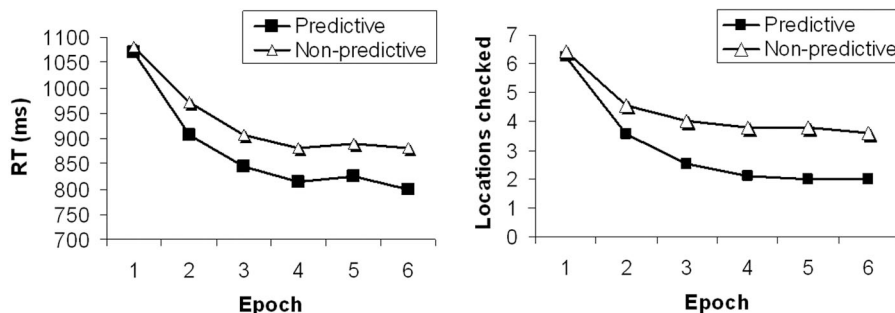 Predictive
Non-predictive
1100
1050
1000
950
900
850
800
750
700
RT (ms)
1 2 3 4 5 6
Epoch
Predictive
Non-predictive
7
6
5
4
3
2
1
0
Locations checked
1 2 3 4 5 6
Epoch